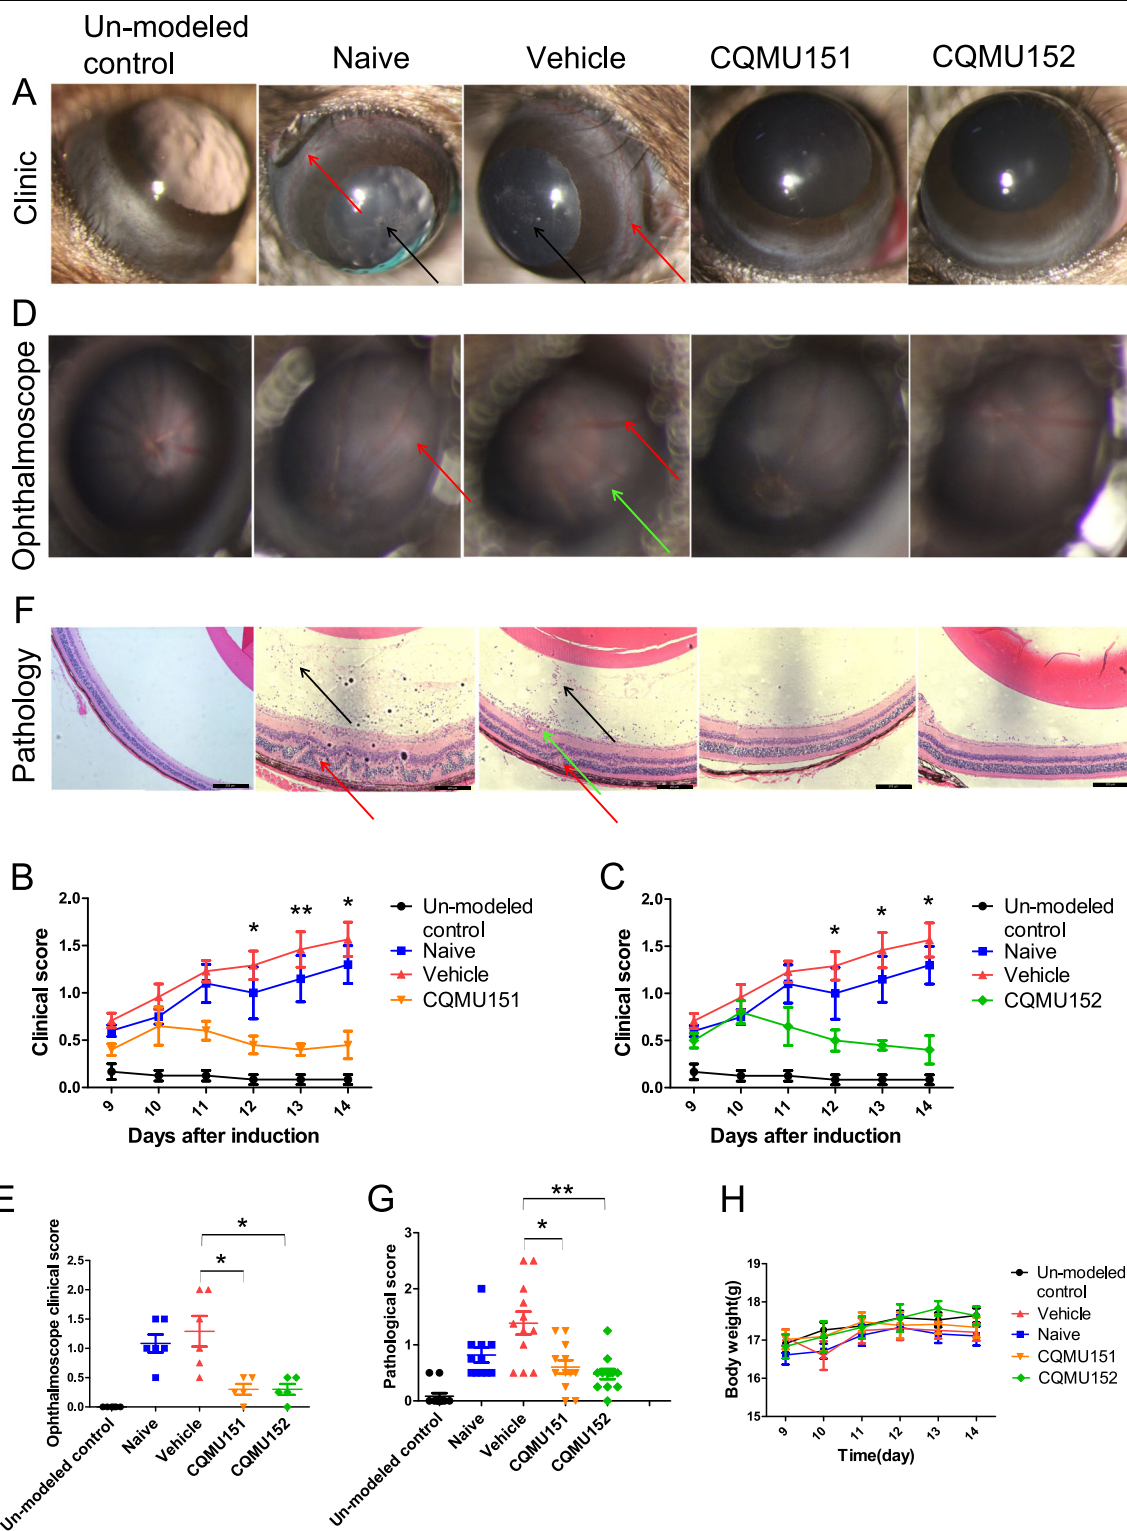 Un-modeled
control
Naive
Vehicle
CQMU151
CQMU152
A
Clinic
D
Ophthalmoscope
F
Pathology
B
2.0
1.5
1.0
0.5
0.0
Clinical score
9
10
11
12
13
14
Days after induction
*
**
*
Un-modeled
control
Naive
Vehicle
CQMU151
C
2.0
1.5
1.0
0.5
0.0
Clinical score
9
10
11
12
13
14
Days after induction
*
*
*
Un-modeled
control
Naive
Vehicle
CQMU152
E
Ophthalmoscope clinical score
2.5
2.0
1.5
1.0
0.5
0.0
*
*
Un-modeled control
Naive
Vehicle
CQMU151
CQMU152
G
Pathological score
3
2
1
0
**
*
Un-modeled control
Naive
Vehicle
CQMU151
CQMU152
H
Body weight(g)
19
18
17
16
15
9
10
11
12
13
14
Time(day)
Un-modeled
control
Vehicle
Naive
CQMU151
CQMU152